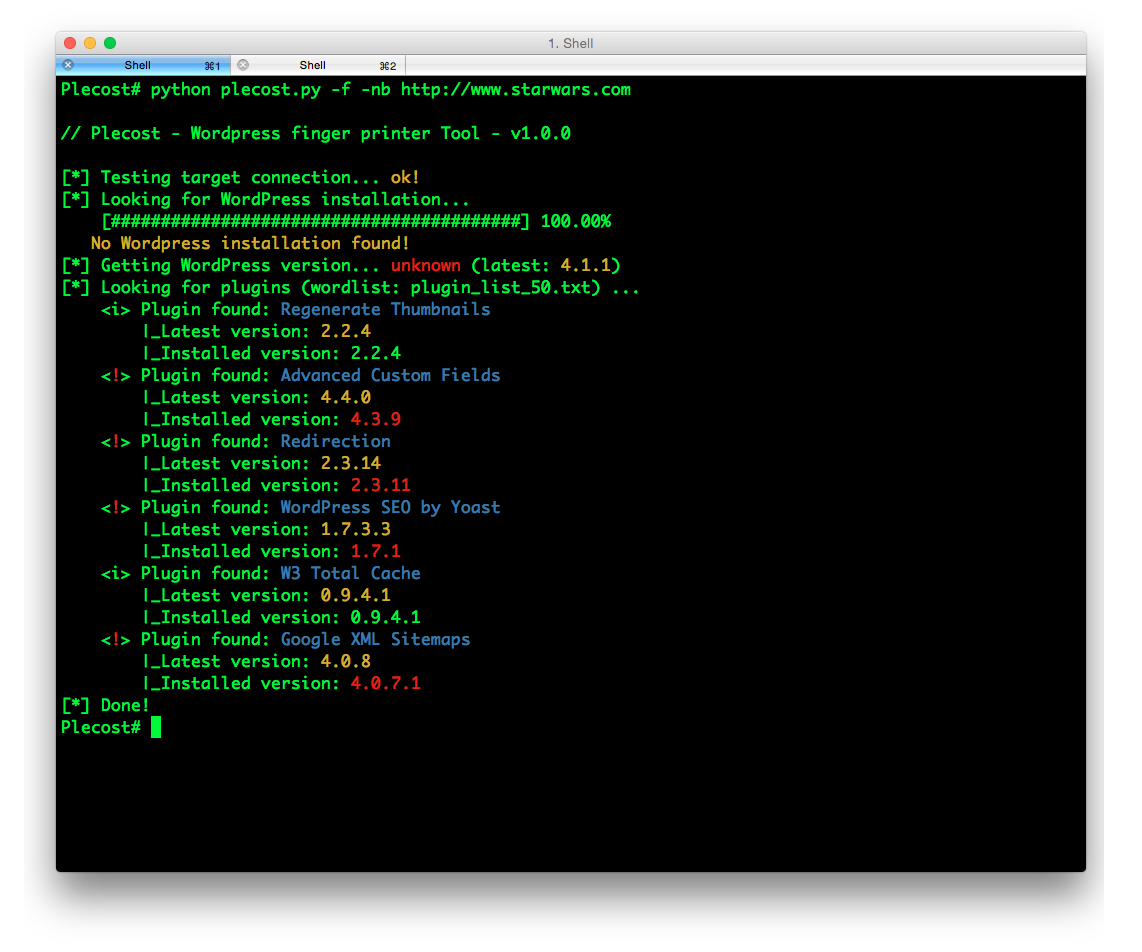 1. Shell
Shell ⌘1 Shell ⌘2
Plecost# python plecost.py -f -nb http://www.starwars.com
// Plecost - Wordpress finger printer Tool - v1.0.0
[*] Testing target connection... ok!
[*] Looking for WordPress installation...
[#########################################] 100.00%
No Wordpress installation found!
[*] Getting WordPress version... unknown (latest: 4.1.1)
[*] Looking for plugins (wordlist: plugin_list_50.txt) ...
<i> Plugin found: Regenerate Thumbnails
|_Latest version: 2.2.4
|_Installed version: 2.2.4
<!> Plugin found: Advanced Custom Fields
|_Latest version: 4.4.0
|_Installed version: 4.3.9
<!> Plugin found: Redirection
|_Latest version: 2.3.14
|_Installed version: 2.3.11
<!> Plugin found: WordPress SEO by Yoast
|_Latest version: 1.7.3.3
|_Installed version: 1.7.1
<i> Plugin found: W3 Total Cache
|_Latest version: 0.9.4.1
|_Installed version: 0.9.4.1
<!> Plugin found: Google XML Sitemaps
|_Latest version: 4.0.8
|_Installed version: 4.0.7.1
[*] Done!
Plecost#